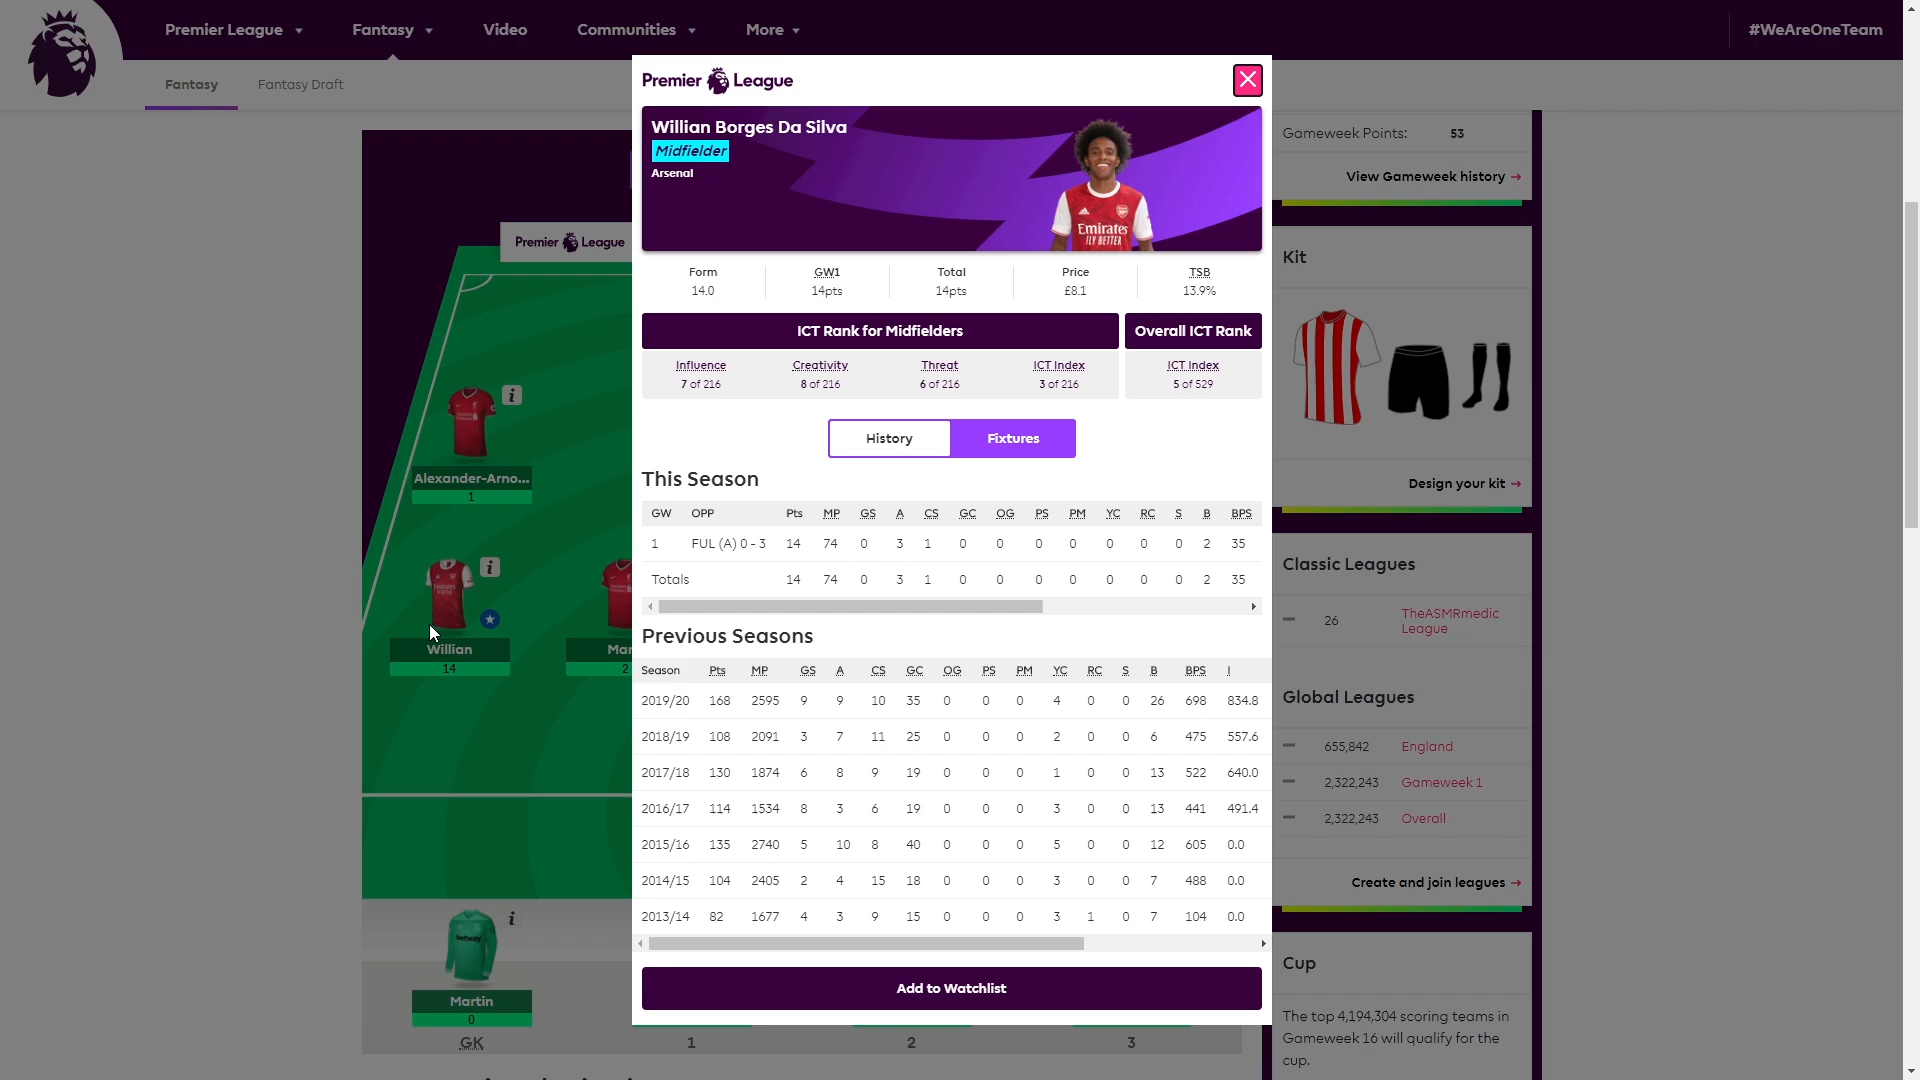 Premier League
Fantasy
Video
Communities
More
#WeAreOneTeam
Fantasy
Fantasy Draft
Premier League
Alexander-Arno...
1
Willian
14
Mar
2
betway
Martin
0
GK
1
2
3
Premier League
Willian Borges Da Silva
Midfielder
Arsenal
Emirates
FLY BETTER
Form GW1 Total Price TSB
14.0 14pts 14pts £8.1 13.9%
ICT Rank for Midfielders Overall ICT Rank
Influence Creativity Threat ICT Index ICT Index
7 of 216 8 of 216 6 of 216 3 of 216 5 of 529
History Fixtures
This Season
GW OPP Pts MP GS A CS GC OG PS PM YC RC S B BPS
1 FUL (A) 0 - 3 14 74 0 3 1 0 0 0 0 0 0 0 2 35
Totals 14 74 0 3 1 0 0 0 0 0 0 0 2 35
Previous Seasons
Season Pts MP GS A CS GC OG PS PM YC RC S B BPS I
2019/20 168 2595 9 9 10 35 0 0 0 4 0 0 26 698 834.8
2018/19 108 2091 3 7 11 25 0 0 0 2 0 0 6 475 557.6
2017/18 130 1874 6 8 9 19 0 0 0 1 0 0 13 522 640.0
2016/17 114 1534 8 3 6 19 0 0 0 3 0 0 13 441 491.4
2015/16 135 2740 5 10 8 40 0 0 0 5 0 0 12 605 0.0
2014/15 104 2405 2 4 15 18 0 0 0 3 0 0 7 488 0.0
2013/14 82 1677 4 3 9 15 0 0 0 3 1 0 7 104 0.0
Add to Watchlist
Gameweek Points: 53
View Gameweek history →
Kit
Design your kit →
Classic Leagues
26 TheASMRmedic
League
Global Leagues
655,842 England
2,322,243 Gameweek 1
2,322,243 Overall
Create and join leagues →
Cup
The top 4,194,304 scoring teams in
Gameweek 16 will qualify for the
cup.